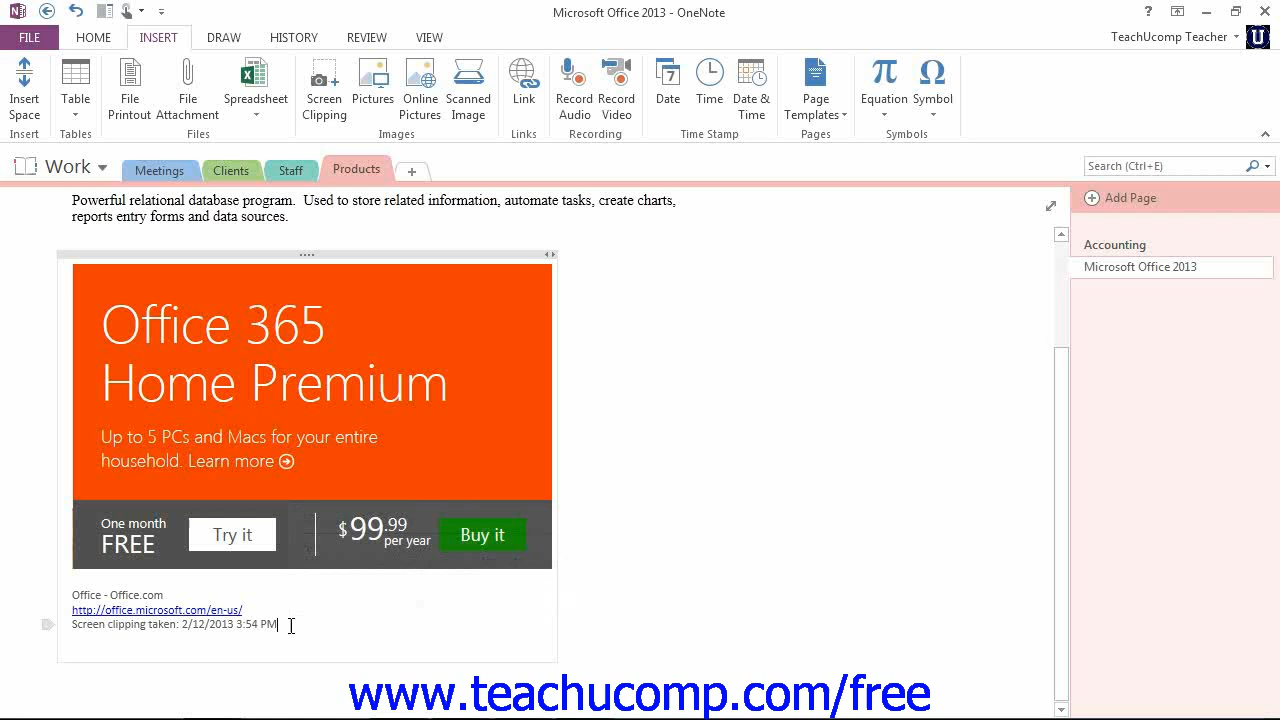 Microsoft Office 2013 - OneNote
?
FILE
HOME
INSERT
DRAW
HISTORY
REVIEW
VIEW
TeachUcomp Teacher
U
Insert Space
Table
File Printout
File Attachment
Spreadsheet
Screen Clipping
Pictures
Online Pictures
Scanned Image
Link
Record Audio
Record Video
Date
Time
Date & Time
Page Templates
Equation
Symbol
Insert
Tables
Files
Images
Links
Recording
Time Stamp
Pages
Symbols
Work
Meetings
Clients
Staff
Products
Search (Ctrl+E)
Powerful relational database program.  Used to store related information, automate tasks, create charts,
reports entry forms and data sources.
Add Page
Accounting
Microsoft Office 2013
Office 365
Home Premium
Up to 5 PCs and Macs for your entire
household. Learn more
One month
FREE
Try it
$99.99
per year
Buy it
Office - Office.com
http://office.microsoft.com/en-us/
Screen clipping taken: 2/12/2013 3:54 PM
www.teachucomp.com/free